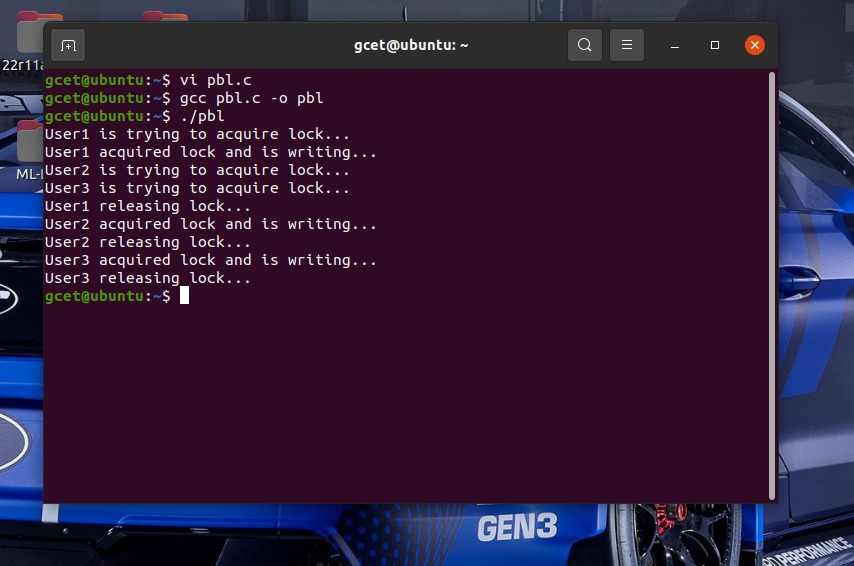 gcet@ubuntu: ~
22r11a
ML-
gcet@ubuntu:~$ vi pbl.c
gcet@ubuntu:~$ gcc pbl.c -o pbl
gcet@ubuntu:~$ ./pbl
User1 is trying to acquire lock...
User1 acquired lock and is writing...
User2 is trying to acquire lock...
User3 is trying to acquire lock...
User1 releasing lock...
User2 acquired lock and is writing...
User2 releasing lock...
User3 acquired lock and is writing...
User3 releasing lock...
gcet@ubuntu:~$
GEN3
PERFORMANCE